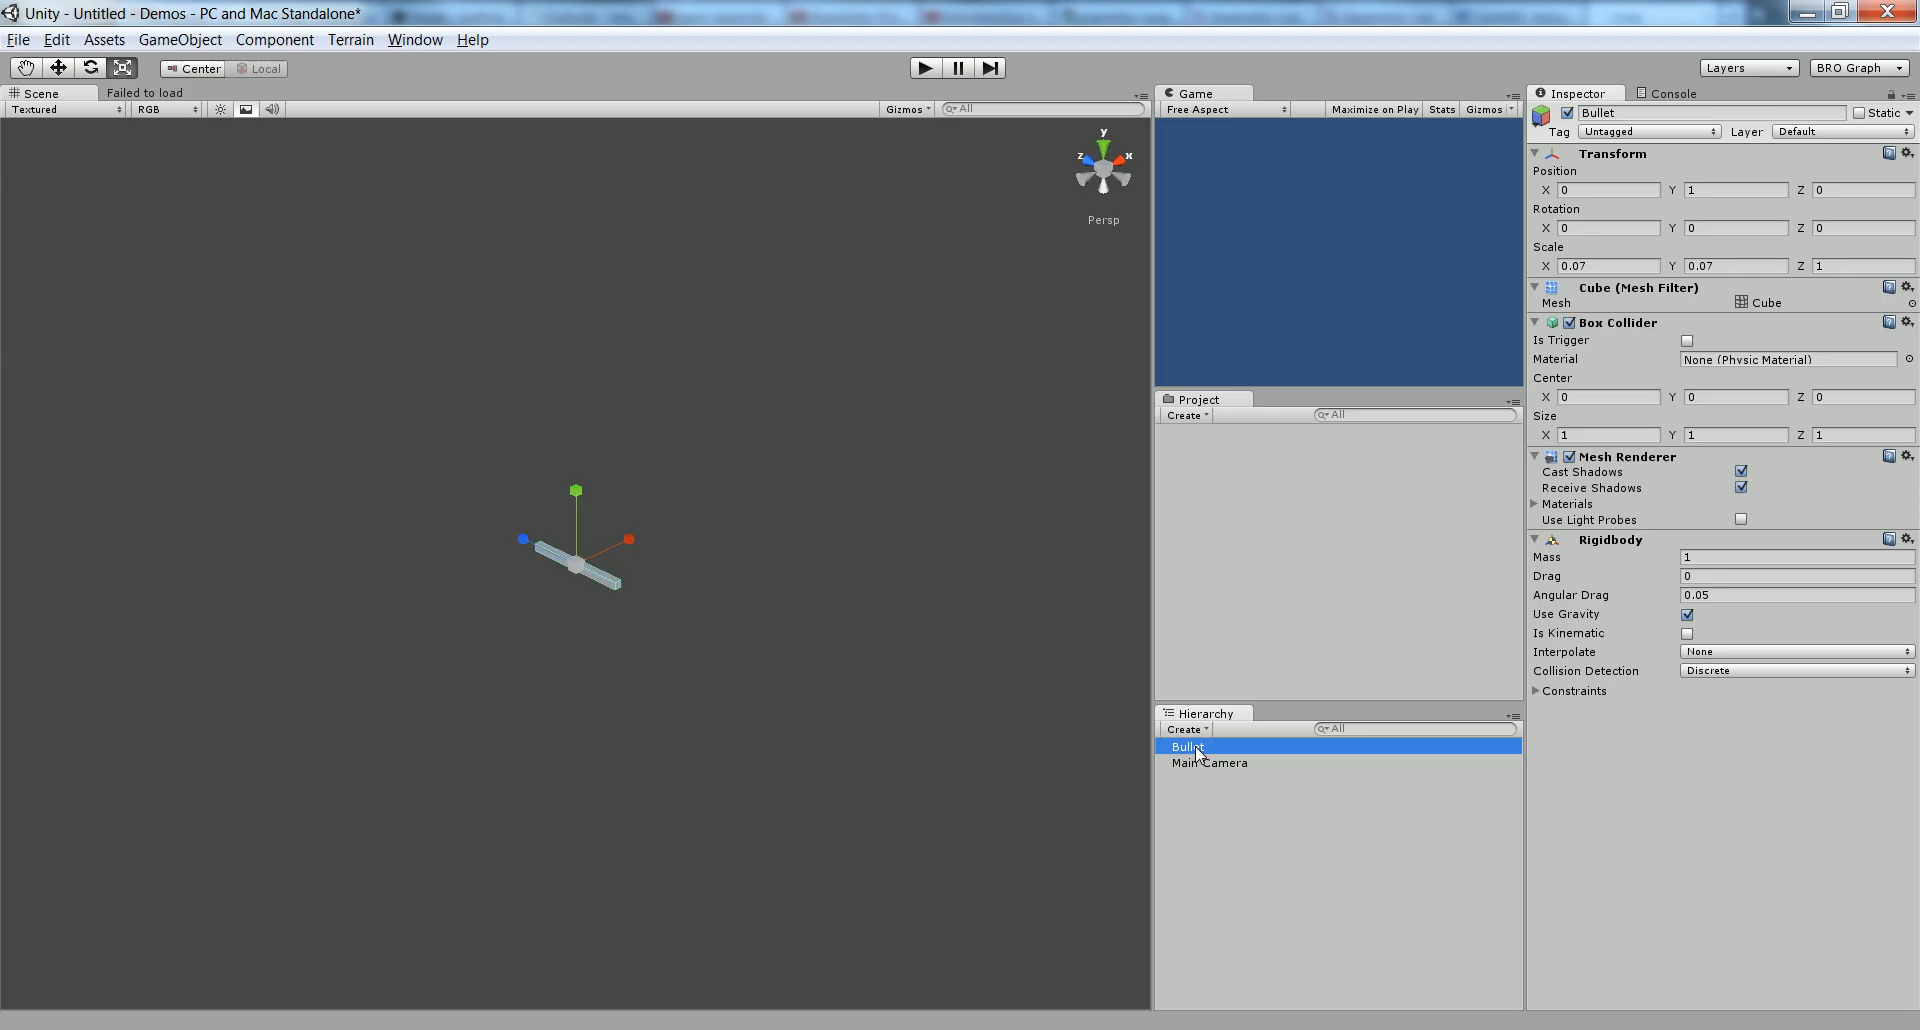 Unity - Untitled - Demos - PC and Mac Standalone*
File Edit Assets GameObject Component Terrain Window Help
Center Local
Layers BRO Graph
Scene Failed to load
Textured RGB Gizmos All
y
z x
Persp
Game
Free Aspect Maximize on Play Stats Gizmos
Project
Create All
Hierarchy
Create All
Bullet
Main Camera
Inspector Console
Bullet Static
Tag Untagged Layer Default
Transform
Position
X 0 Y 1 Z 0
Rotation
X 0 Y 0 Z 0
Scale
X 0.07 Y 0.07 Z 1
Cube (Mesh Filter)
Mesh Cube
Box Collider
Is Trigger
Material None (Physic Material)
Center
X 0 Y 0 Z 0
Size
X 1 Y 1 Z 1
Mesh Renderer
Cast Shadows
Receive Shadows
Materials
Use Light Probes
Rigidbody
Mass 1
Drag 0
Angular Drag 0.05
Use Gravity
Is Kinematic
Interpolate None
Collision Detection Discrete
Constraints